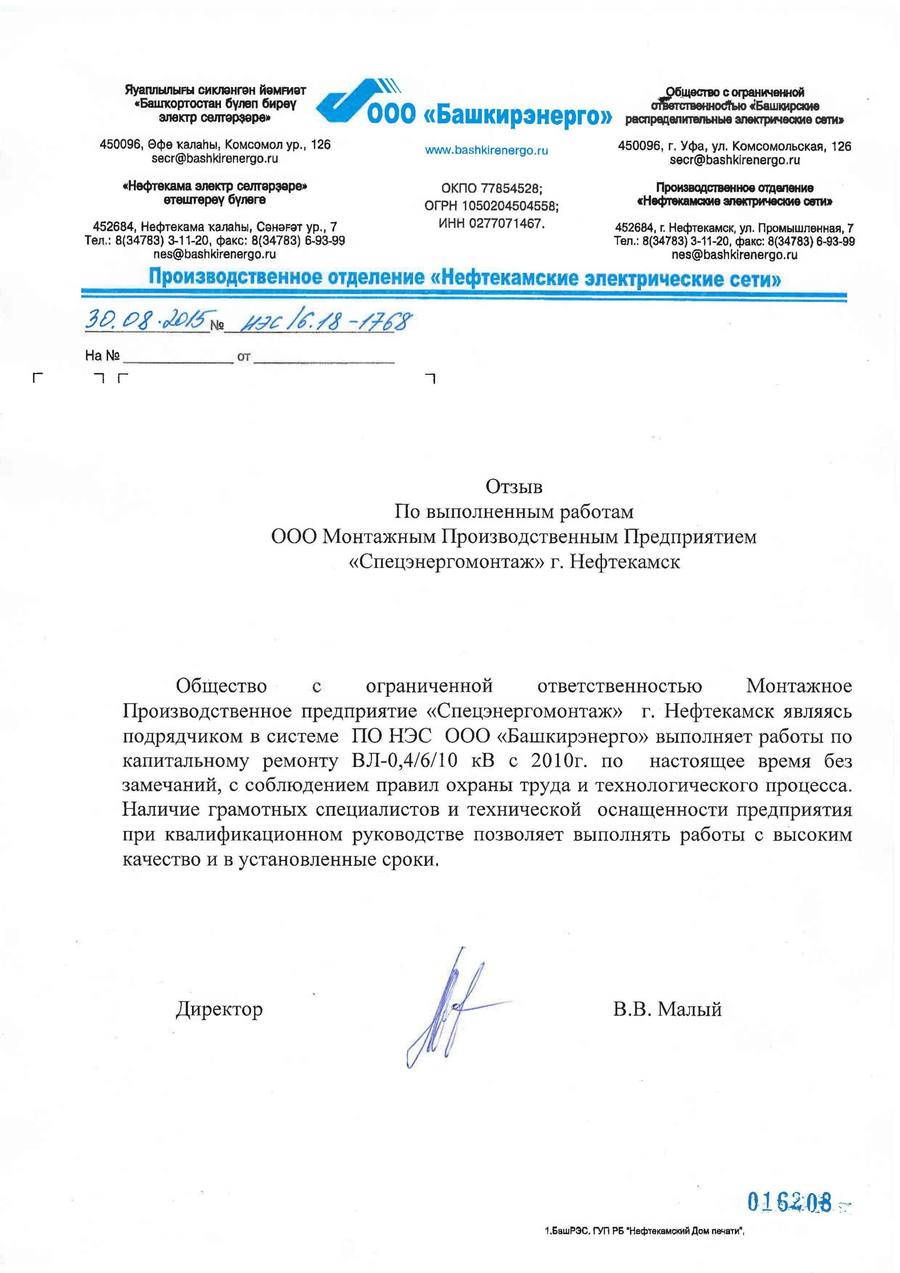 Яуаплылығы сикләнгән йәмғиәт
«Башкортостан бүлеп биреү
электр селтәрҙәре»
450096, Өфө ҡалаһы, Комсомол ур., 126
secr@bashkirenergo.ru
«Нефтекама электр селтәрҙәре»
етештереү бүлеге
452684, Нефтекама ҡалаһы, Сәнәғәт ур., 7
Тел.: 8(34783) 3-11-20, факс: 8(34783) 6-93-99
nes@bashkirenergo.ru
ООО «Башкирэнерго»
www.bashkirenergo.ru
ОКПО 77854528;
ОГРН 1050204504558;
ИНН 0277071467.
Общество с ограниченной
ответственностью «Башкирские
распределительные электрические сети»
450096, г. Уфа, ул. Комсомольская, 126
secr@bashkirenergo.ru
Производственное отделение
«Нефтекамские электрические сети»
452684, г. Нефтекамск, ул. Промышленная, 7
Тел.: 8(34783) 3-11-20, факс: 8(34783) 6-93-99
nes@bashkirenergo.ru
Производственное отделение «Нефтекамские электрические сети»
30.08.2015 № НЭС/6.18-1768
На № от
Отзыв
По выполненным работам
ООО Монтажным Производственным Предприятием
«Спецэнергомонтаж» г. Нефтекамск
Общество с ограниченной ответственностью Монтажное
Производственное предприятие «Спецэнергомонтаж» г. Нефтекамск являясь
подрядчиком в системе ПО НЭС ООО «Башкирэнерго» выполняет работы по
капитальному ремонту ВЛ-0,4/6/10 кВ с 2010г. по настоящее время без
замечаний, с соблюдением правил охраны труда и технологического процесса.
Наличие грамотных специалистов и технической оснащенности предприятия
при квалификационном руководстве позволяет выполнять работы с высоким
качество и в установленные сроки.
Директор В.В. Малый
016208
1.БашРЭС, ГУП РБ "Нефтекамский Дом печати",